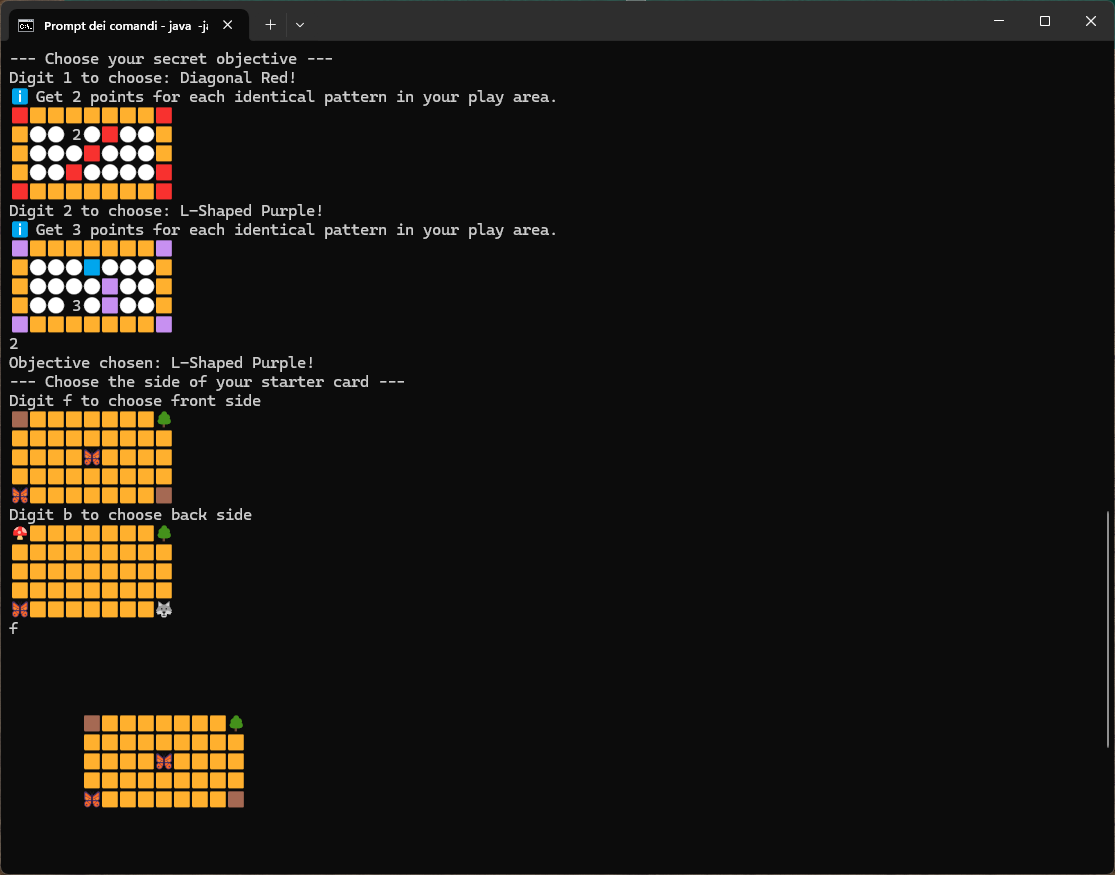 Prompt dei comandi - java -ja
--- Choose your secret objective ---
Digit 1 to choose: Diagonal Red!
i Get 2 points for each identical pattern in your play area.
2
Digit 2 to choose: L-Shaped Purple!
i Get 3 points for each identical pattern in your play area.
3
2
Objective chosen: L-Shaped Purple!
--- Choose the side of your starter card ---
Digit f to choose front side
Digit b to choose back side
f